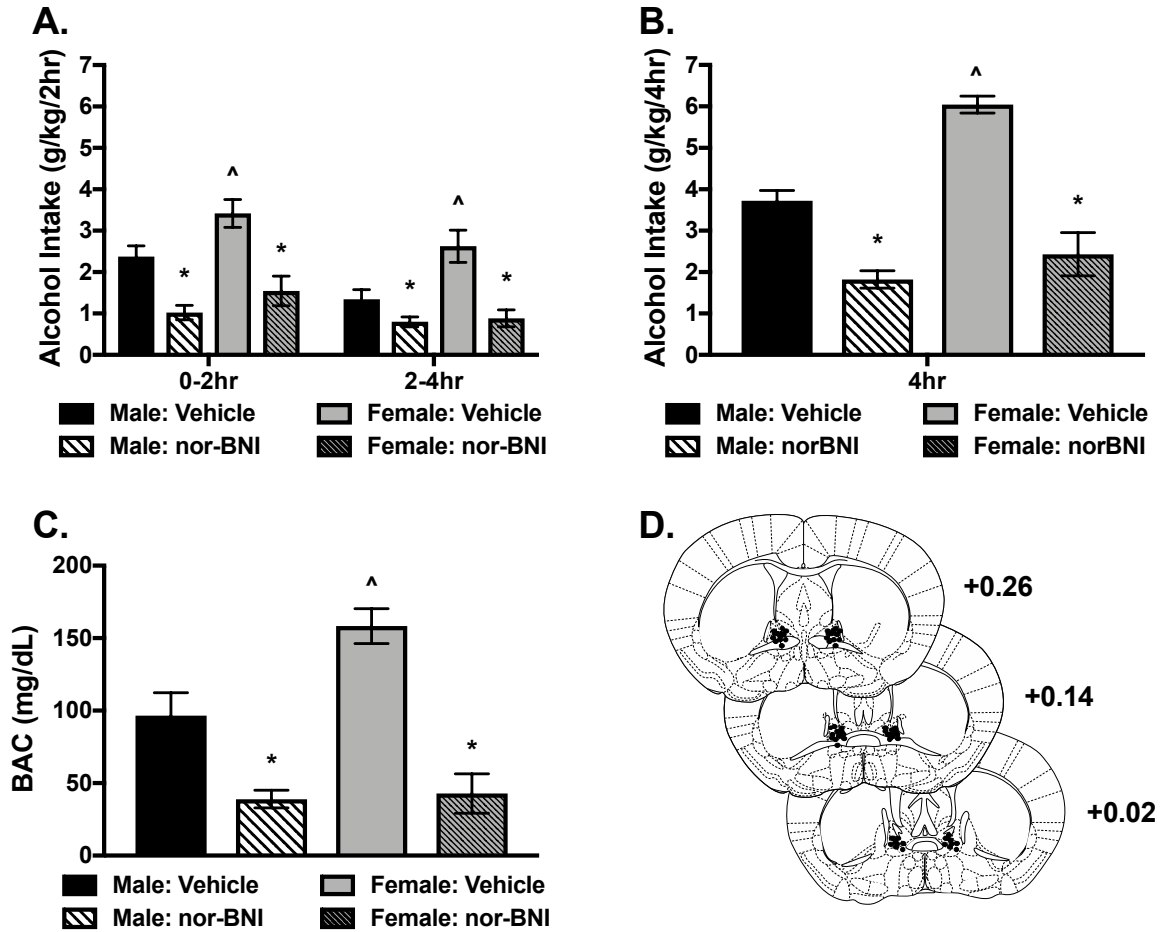 A.
Alcohol Intake (g/kg/2hr)
7
6
5
4
3
2
1
0
^
^
*
*
*
*
0-2hr
2-4hr
Male: Vehicle
Female: Vehicle
Male: nor-BNI
Female: nor-BNI
B.
Alcohol Intake (g/kg/4hr)
7
6
5
4
3
2
1
0
^
*
*
4hr
Male: Vehicle
Female: Vehicle
Male: norBNI
Female: norBNI
C.
BAC (mg/dL)
200
150
100
50
0
^
*
*
Male: Vehicle
Female: Vehicle
Male: nor-BNI
Female: nor-BNI
D.
+0.26
+0.14
+0.02